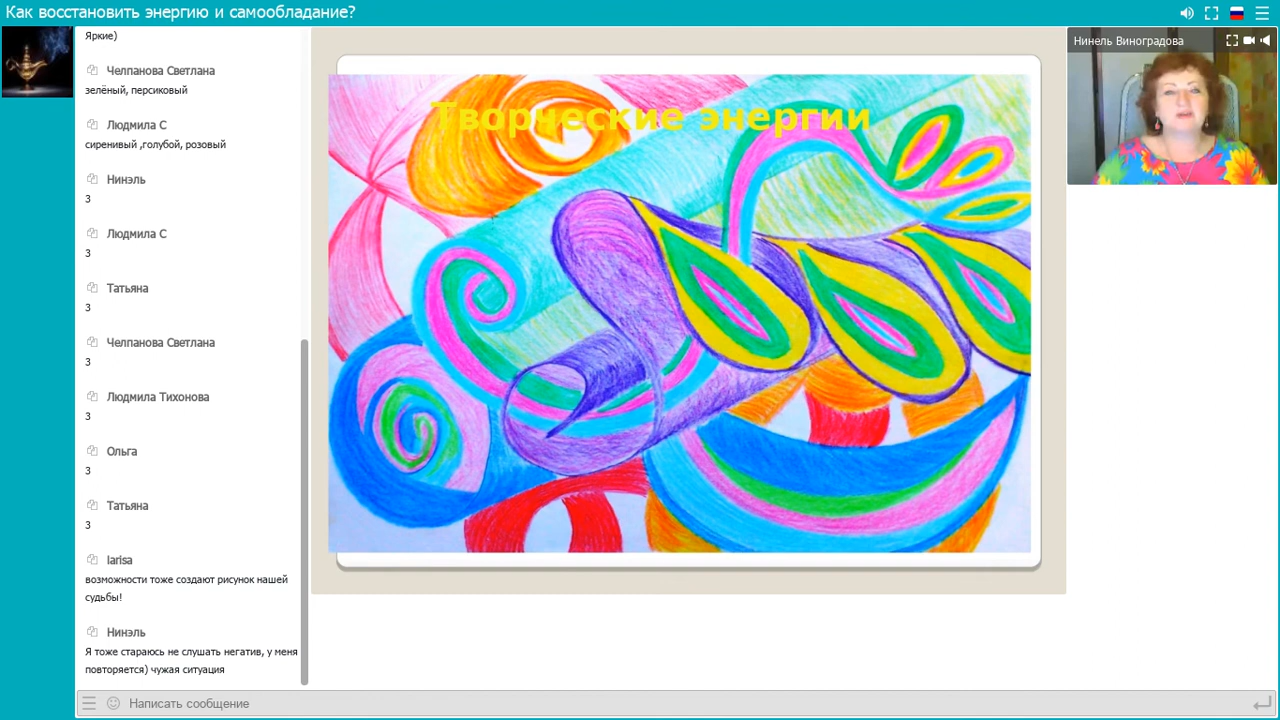 Как восстановить энергию и самообладание?
Яркие)
Челпанова Светлана
зелёный, персиковый
Людмила С
сиреневый ,голубой, розовый
Нинэль
3
Людмила С
3
Татьяна
3
Челпанова Светлана
3
Людмила Тихонова
3
Ольга
3
Татьяна
3
larisa
возможности тоже создают рисунок нашей
судьбы!
Нинэль
Я тоже стараюсь не слушать негатив, у меня
повторяется) чужая ситуация
Написать сообщение
Творческие энергии
Нинель Виноградова